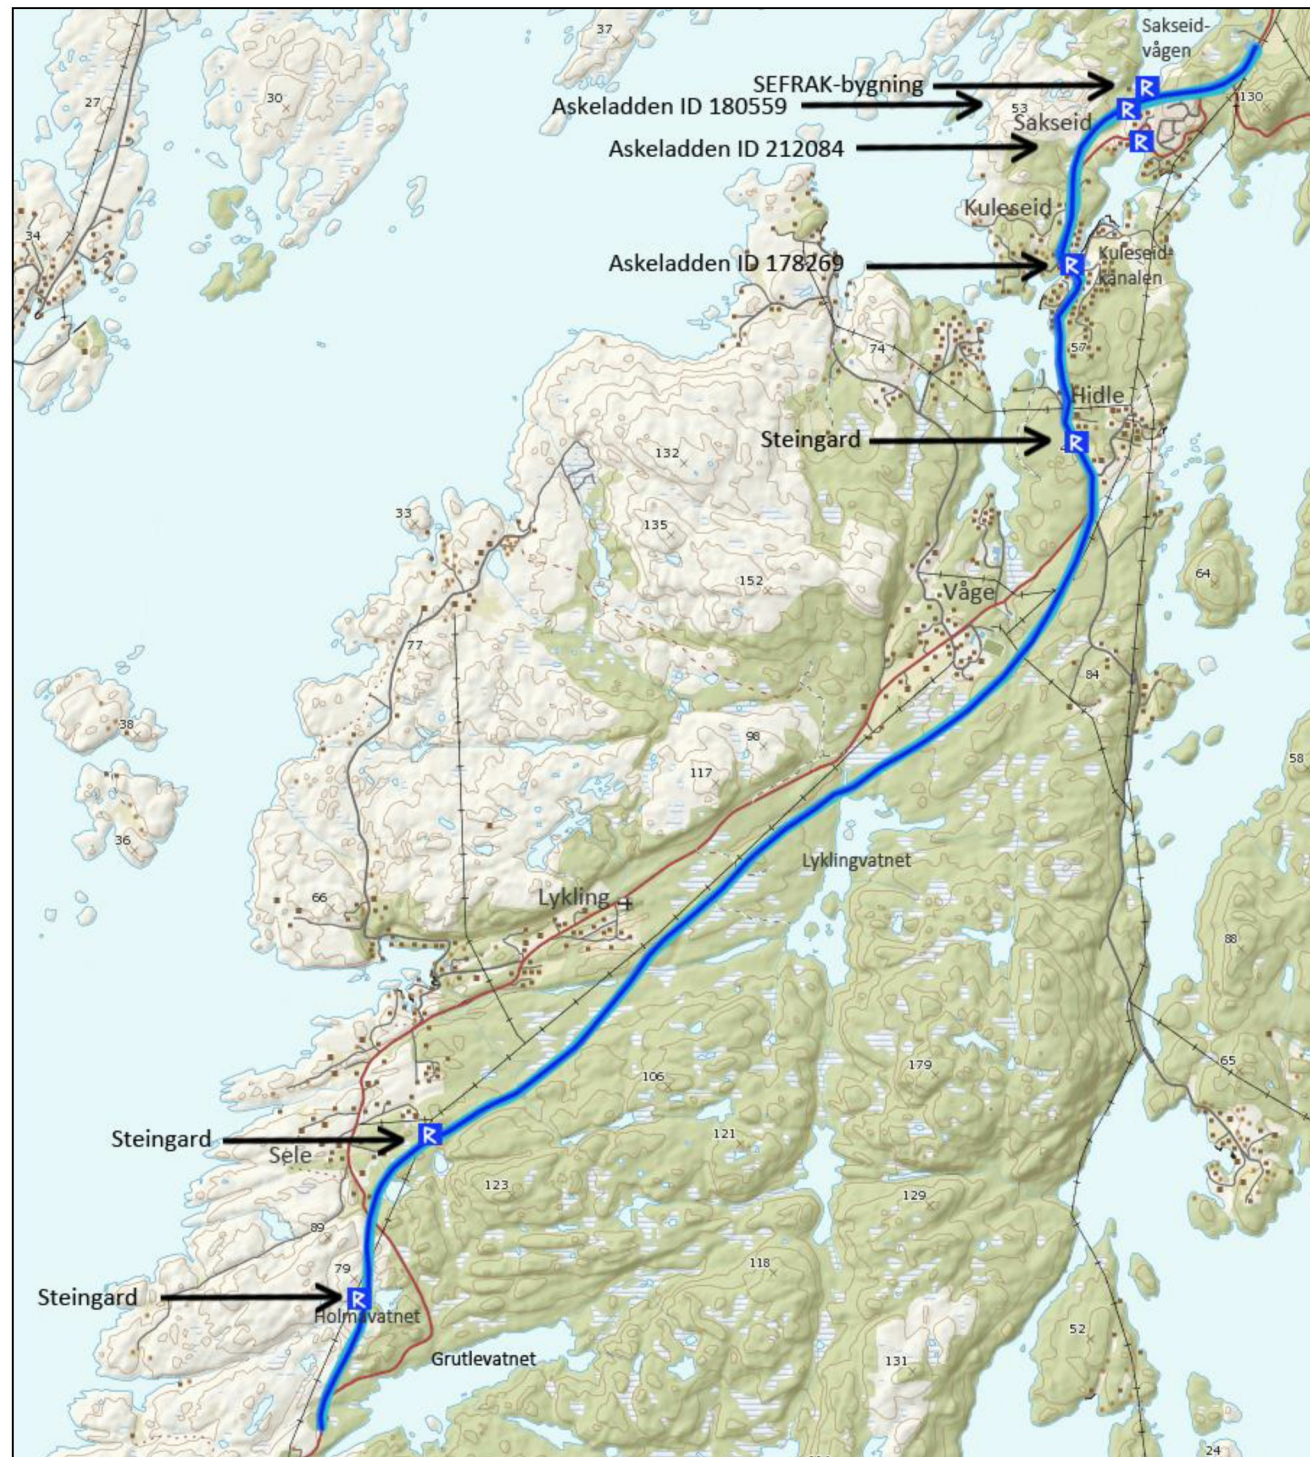 37
Sakseid-
vågen
27
30
SEFRAK-bygning
R
130
Askeladden ID 180559
53
R
Sakseid
Askeladden ID 212084
R
Kuleseid
34
Askeladden ID 178269
R
Kuleseid-
kanalen
74
57
Hidle
Steingard
R
132
33
135
152
64
Våge
77
84
38
98
58
117
36
Lyklingvatnet
Lykling
66
88
106
179
65
Steingard
R
121
Sele
123
129
89
118
79
Steingard
R
Holmavatnet
52
Grutlevatnet
131
24